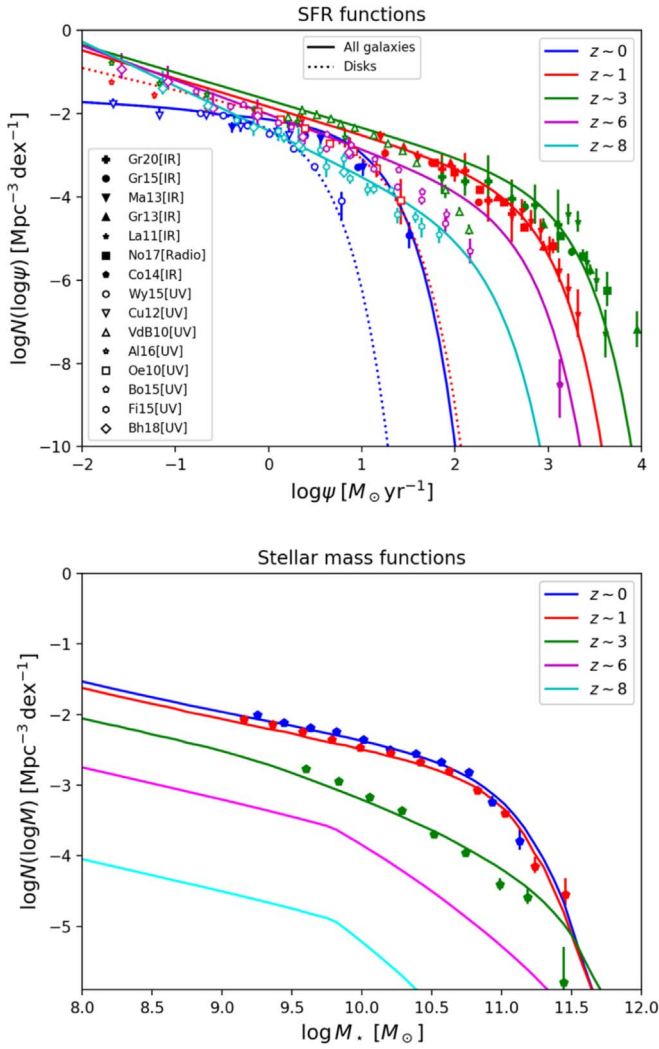 SFR functions
logN(logψ) [Mpc⁻³ dex⁻¹]
0
−2
−4
−6
−8
−10
All galaxies
Disks
z ~ 0
z ~ 1
z ~ 3
z ~ 6
z ~ 8
Gr20[IR]
Gr15[IR]
Ma13[IR]
Gr13[IR]
La11[IR]
No17[Radio]
Co14[IR]
Wy15[UV]
Cu12[UV]
VdB10[UV]
Al16[UV]
Oe10[UV]
Bo15[UV]
Fi15[UV]
Bh18[UV]
−2 −1 0 1 2 3 4
logψ [M⊙ yr⁻¹]
Stellar mass functions
logN(logM) [Mpc⁻³ dex⁻¹]
0
−1
−2
−3
−4
−5
z ~ 0
z ~ 1
z ~ 3
z ~ 6
z ~ 8
8.0 8.5 9.0 9.5 10.0 10.5 11.0 11.5 12.0
log M⋆ [M⊙]